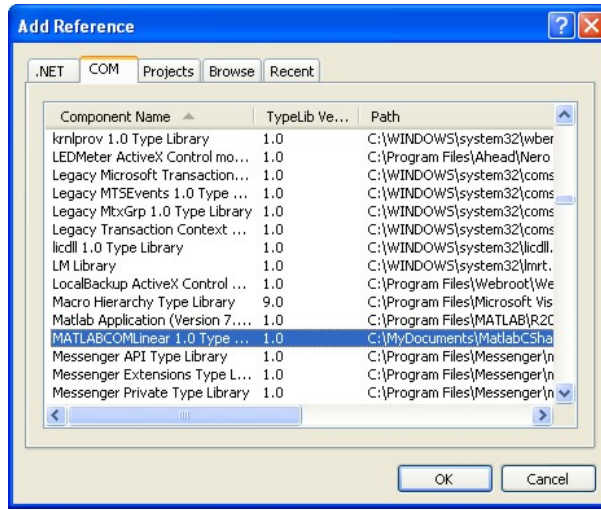 Add Reference
.NET COM Projects Browse Recent
Component Name TypeLib Ve... Path
krnlprov 1.0 Type Library 1.0 C:\WINDOWS\system32\wber
LEDMeter ActiveX Control mo... 1.0 C:\Program Files\Ahead\Nero
Legacy Microsoft Transaction... 1.0 C:\WINDOWS\system32\coms
Legacy MTSEvents 1.0 Type ... 1.0 C:\WINDOWS\system32\coms
Legacy MtxGrp 1.0 Type Library 1.0 C:\WINDOWS\system32\coms
Legacy Transaction Context ... 1.0 C:\WINDOWS\system32\coms
licdll 1.0 Type Library 1.0 C:\WINDOWS\system32\licdll.
LM Library 1.0 C:\WINDOWS\system32\lmrt.
LocalBackup ActiveX Control ... 1.0 C:\Program Files\Webroot\We
Macro Hierarchy Type Library 9.0 C:\Program Files\Microsoft Vis
Matlab Application (Version 7.... 1.0 C:\Program Files\MATLAB\R20
MATLABCOMLinear 1.0 Type ... 1.0 C:\MyDocuments\MatlabCSha
Messenger API Type Library 1.0 C:\Program Files\Messenger\m
Messenger Extensions Type L... 1.0 C:\Program Files\Messenger\m
Messenger Private Type Library 1.0 C:\Program Files\Messenger\m
OK Cancel